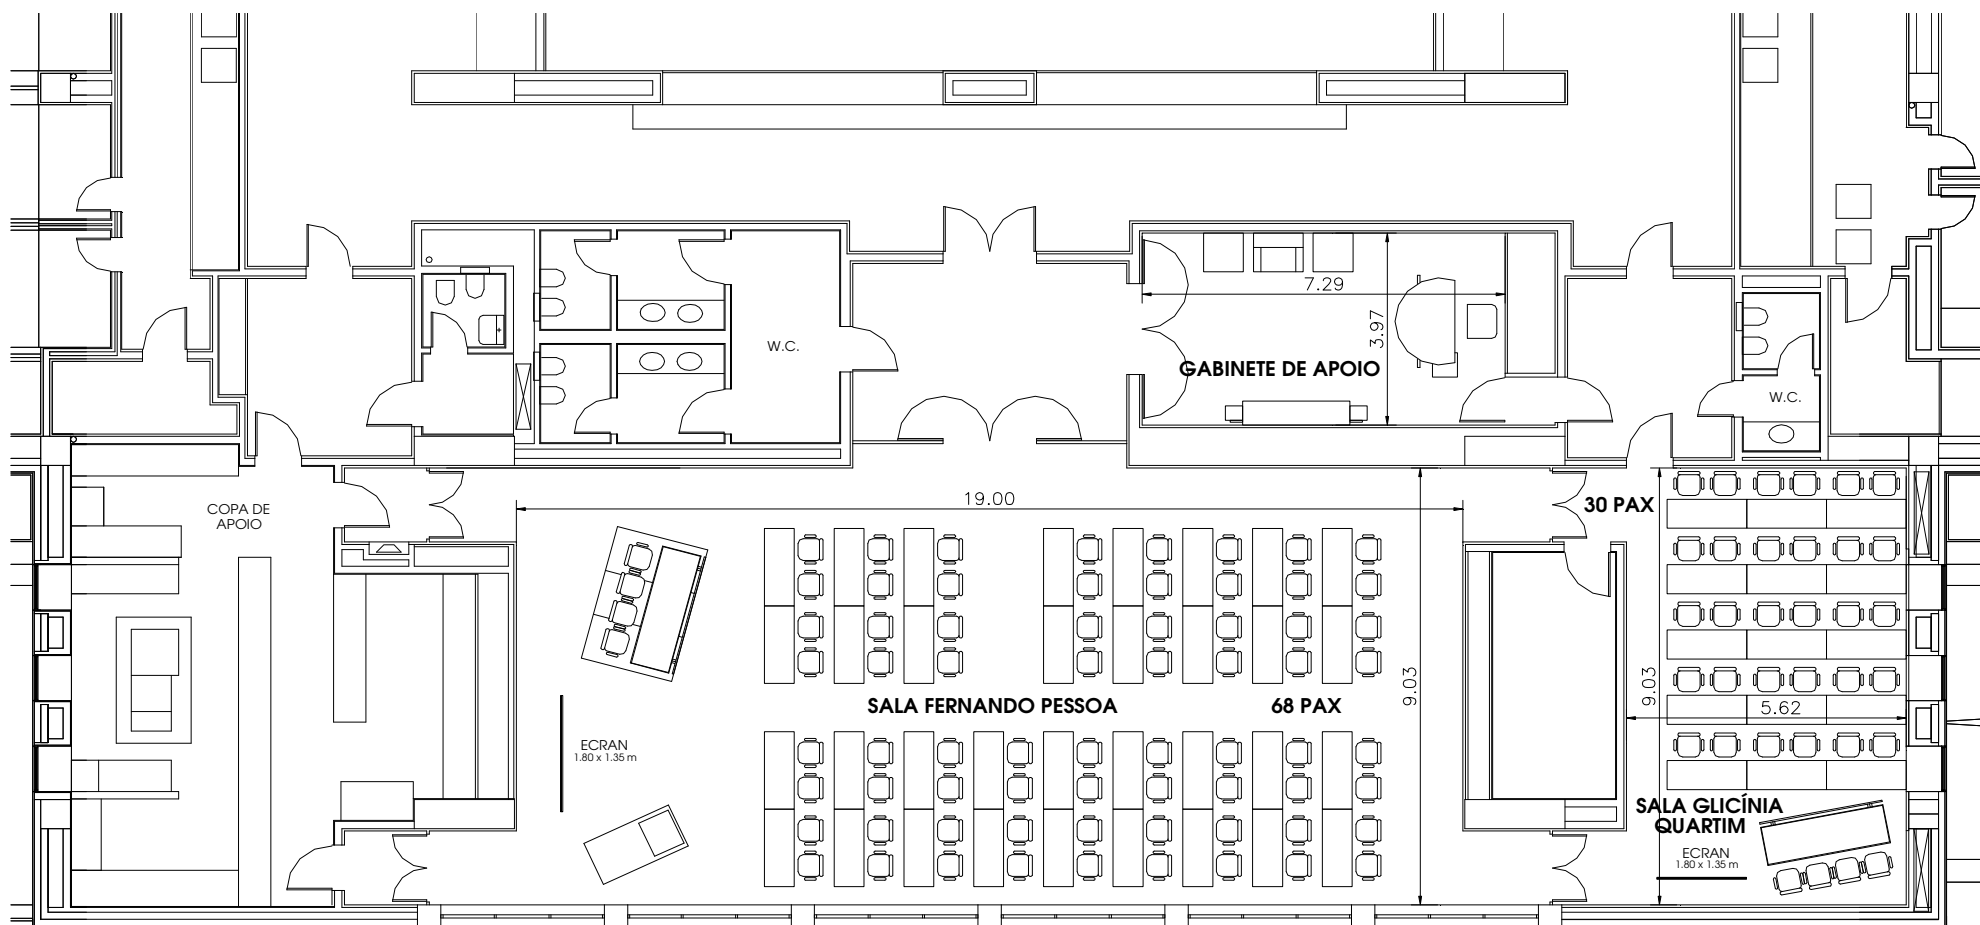 7.29
3.97
W.C.
GABINETE DE APOIO
W.C.
19.00
30 PAX
COPA DE
APOIO
9.03
9.03
SALA FERNANDO PESSOA
68 PAX
5.62
ECRAN
1.80 x 1.35 m
SALA GLICÍNIA
QUARTIM
ECRAN
1.80 x 1.35 m